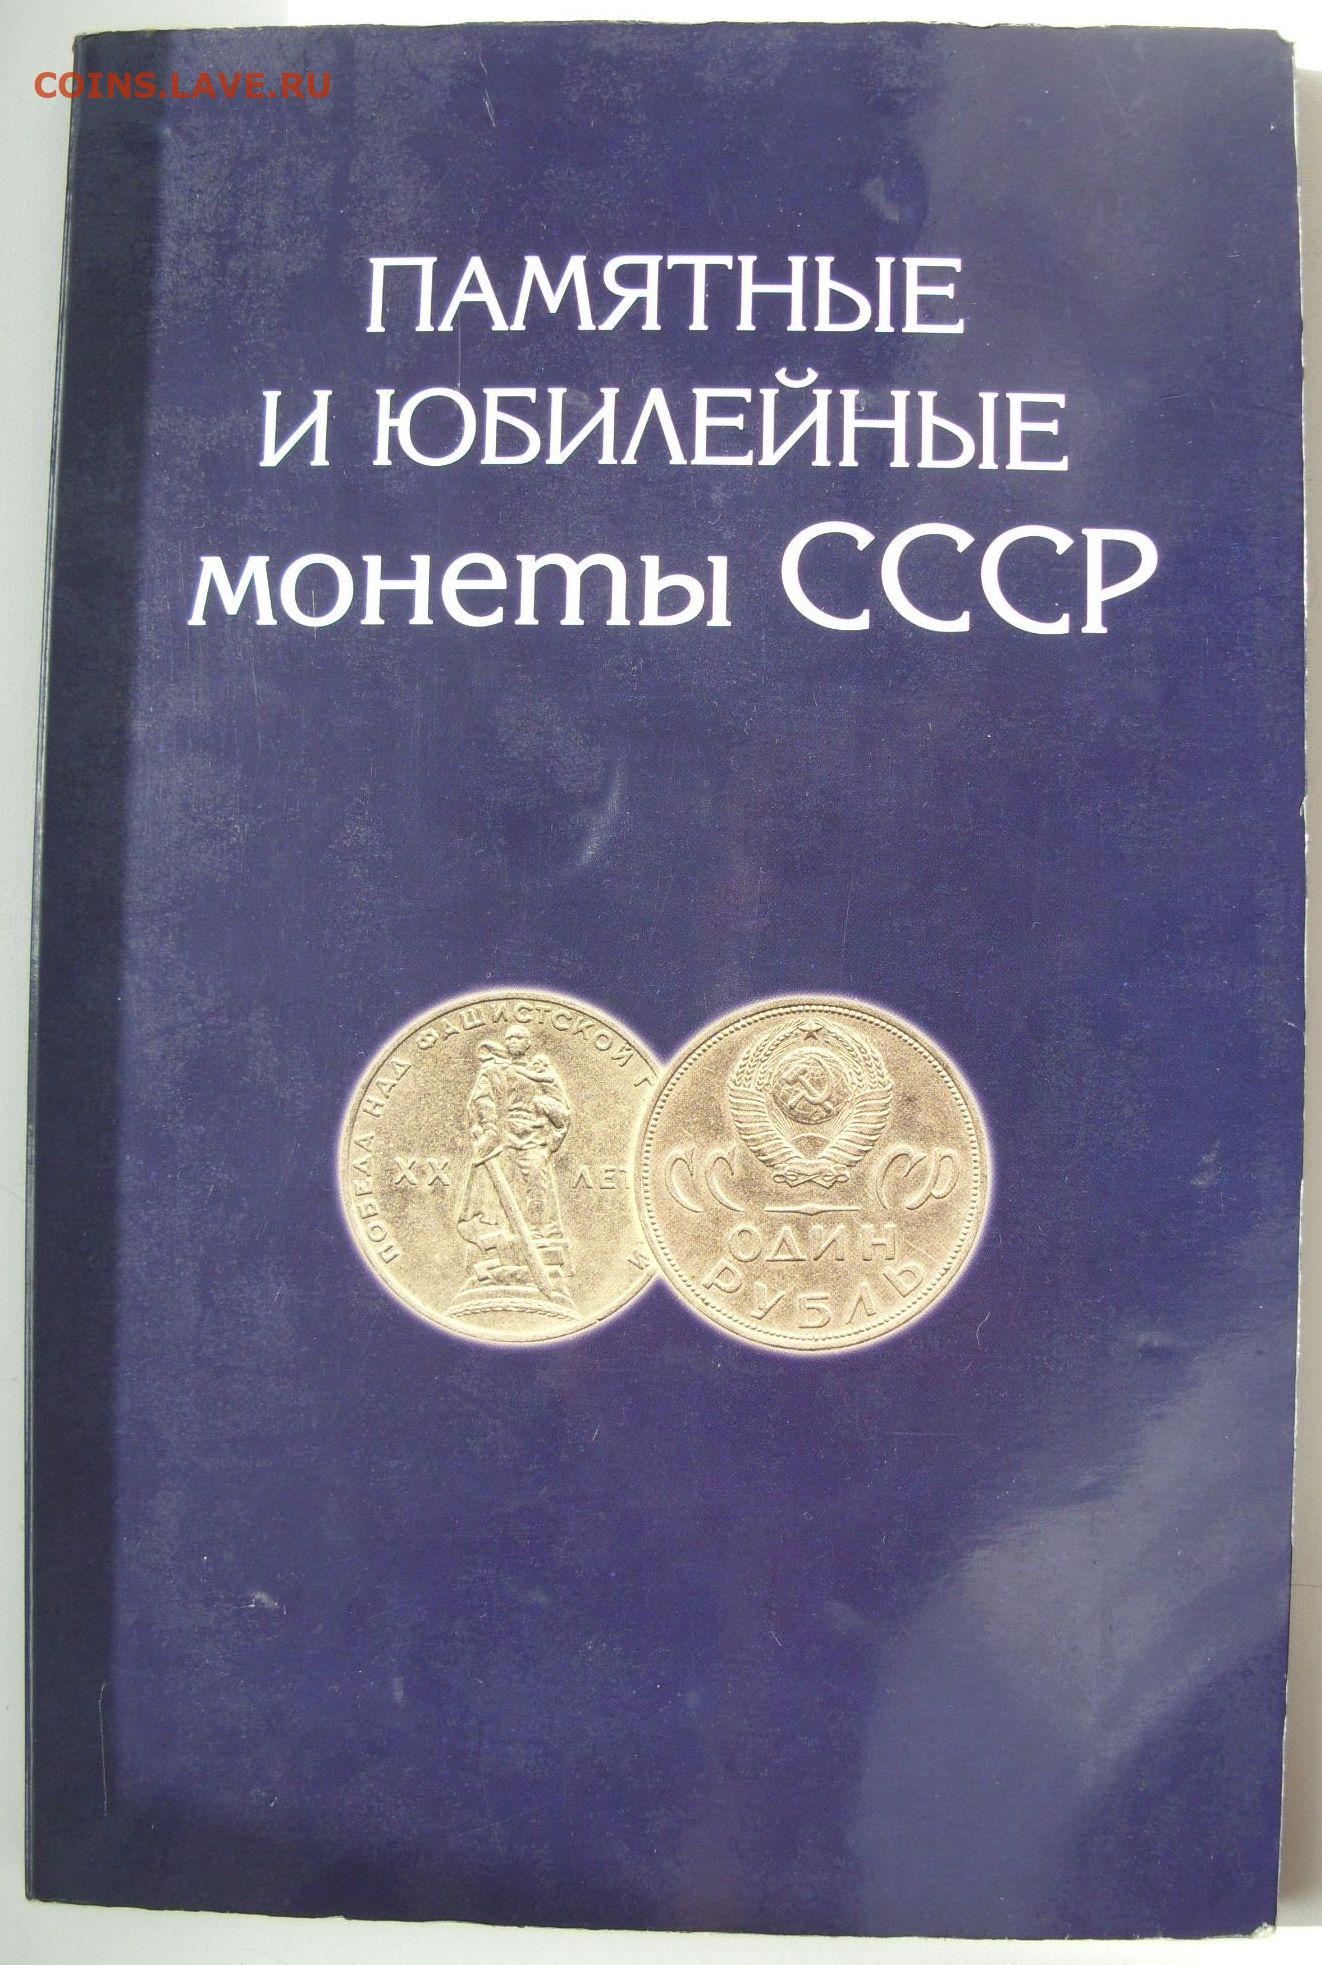 COINS.LAVE.RU
ПАМЯТНЫЕ
И ЮБИЛЕЙНЫЕ
монеты СССР
ПОБЕДА НАД ФАШИСТСКОЙ Г
XX ЛЕТ
И
СССР
ОДИН
РУБЛЬ